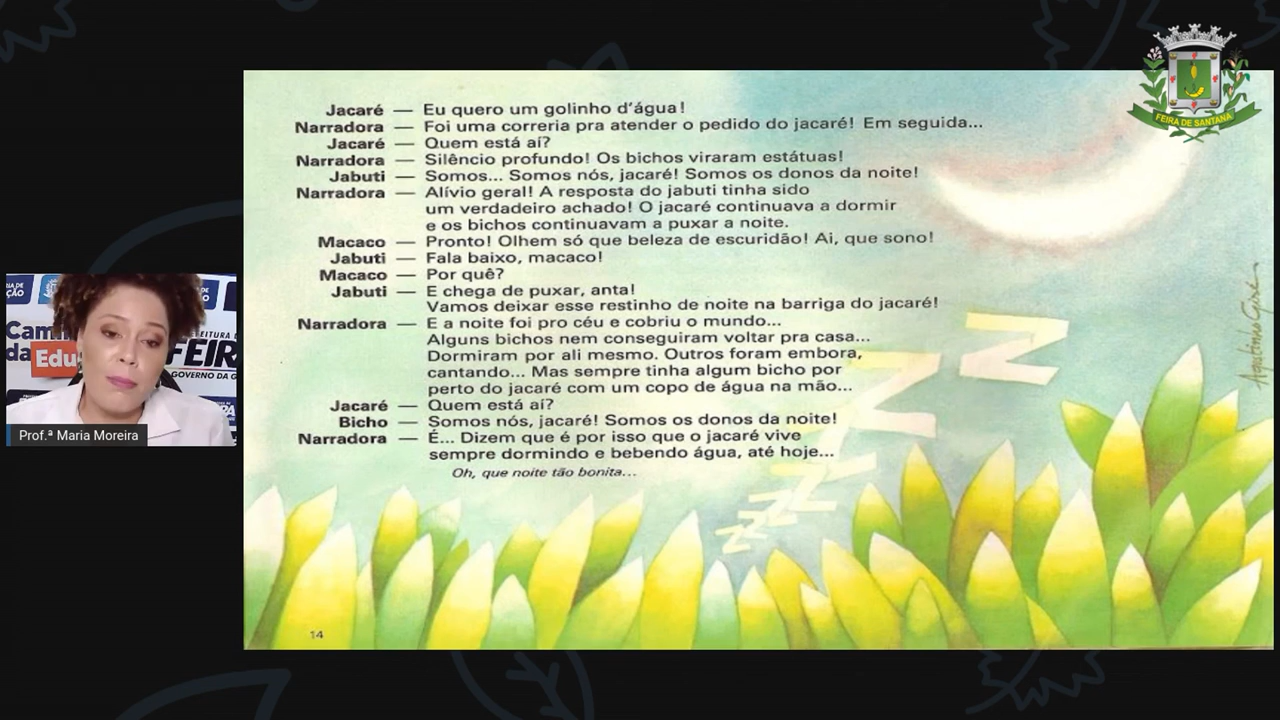 FEIRA DE SANTANA
Jacaré — Eu quero um golinho d'água!
Narradora — Foi uma correria pra atender o pedido do jacaré! Em seguida...
Jacaré — Quem está aí?
Narradora — Silêncio profundo! Os bichos viraram estátuas!
Jabuti — Somos... Somos nós, jacaré! Somos os donos da noite!
Narradora — Alívio geral! A resposta do jabuti tinha sido
um verdadeiro achado! O jacaré continuava a dormir
e os bichos continuavam a puxar a noite.
Macaco — Pronto! Olhem só que beleza de escuridão! Ai, que sono!
Jabuti — Fala baixo, macaco!
Macaco — Por quê?
Jabuti — E chega de puxar, anta!
Vamos deixar esse restinho de noite na barriga do jacaré!
Narradora — E a noite foi pro céu e cobriu o mundo...
Alguns bichos nem conseguiram voltar pra casa...
Dormiram por ali mesmo. Outros foram embora,
cantando... Mas sempre tinha algum bicho por
perto do jacaré com um copo de água na mão...
Jacaré — Quem está aí?
Bicho — Somos nós, jacaré! Somos os donos da noite!
Narradora — É... Dizem que é por isso que o jacaré vive
sempre dormindo e bebendo água, até hoje...
Oh, que noite tão bonita...
Z
Z
Z
Z
Z
Z
Z
14
Agostinho Gisé
Edu
FEIR
Prof.ª Maria Moreira